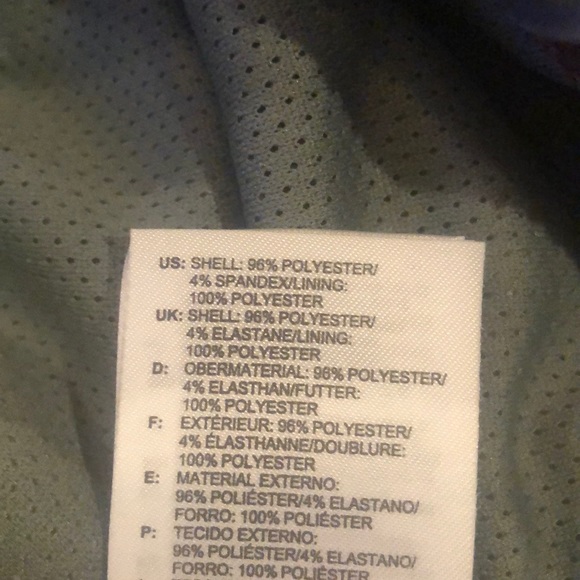 US: SHELL: 96% POLYESTER/
4% SPANDEX/LINING:
100% POLYESTER
UK: SHELL: 96% POLYESTER/
4% ELASTANE/LINING:
100% POLYESTER
D: OBERMATERIAL: 96% POLYESTER/
4% ELASTHAN/FUTTER:
100% POLYESTER
F: EXTÉRIEUR: 96% POLYESTER/
4% ÉLASTHANNE/DOUBLURE:
100% POLYESTER
E: MATERIAL EXTERNO:
96% POLIÉSTER/4% ELASTANO/
FORRO: 100% POLIÉSTER
P: TECIDO EXTERNO:
96% POLIÉSTER/4% ELASTANO/
FORRO: 100% POLIÉSTER